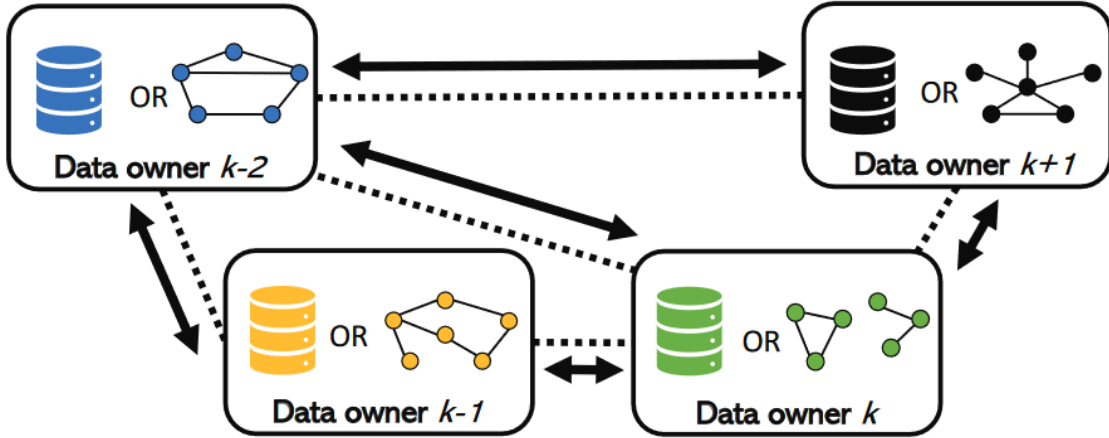 OR
Data owner k-2
OR
Data owner k+1
OR
Data owner k-1
OR
Data owner k